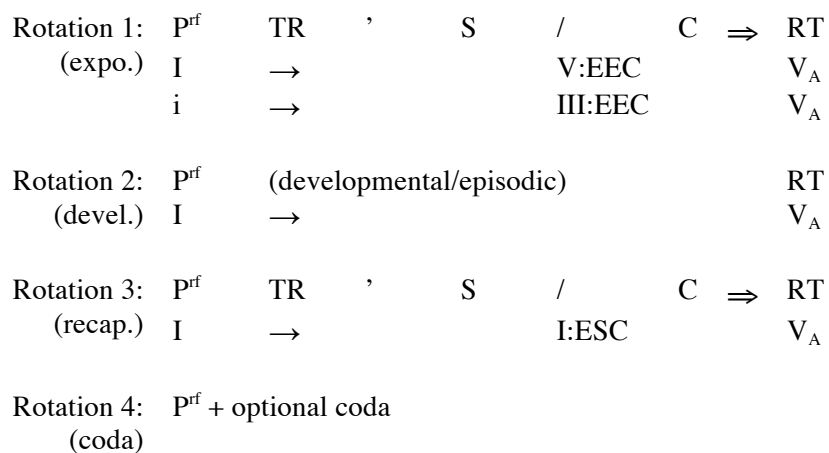 Rotation 1: P^rf TR ’ S / C ⇒ RT
(expo.) I → V:EEC V_A
i → III:EEC V_A
Rotation 2: P^rf (developmental/episodic) RT
(devel.) I → V_A
Rotation 3: P^rf TR ’ S / C ⇒ RT
(recap.) I → I:ESC V_A
Rotation 4: P^rf + optional coda
(coda)